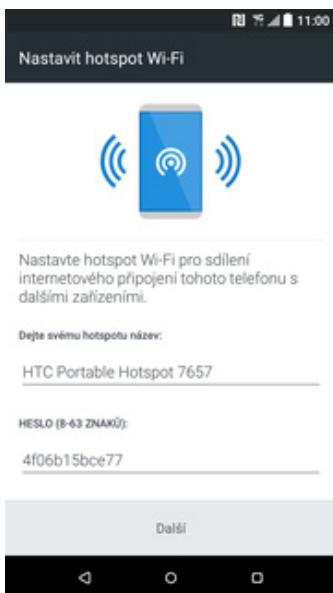 11:00
Nastavit hotspot Wi-Fi
Nastavte hotspot Wi-Fi pro sdílení
internetového připojení tohoto telefonu s
dalšími zařízeními.
Dejte svému hotspotu název:
HTC Portable Hotspot 7657
HESLO (8-63 ZNAKŮ):
4f06b15bce77
Další